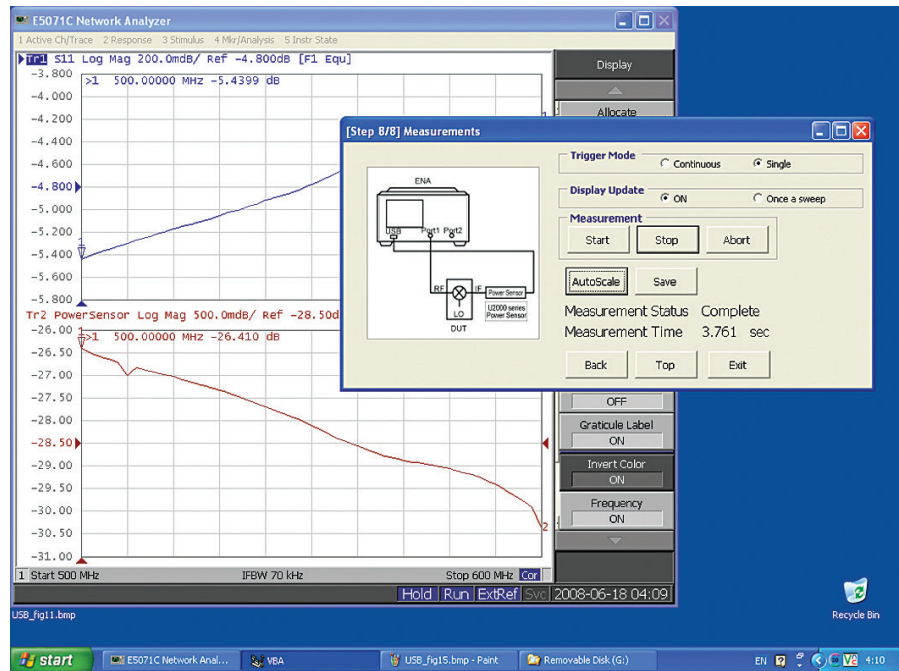 E5071C Network Analyzer
1 Active Ch/Trace 2 Response 3 Stimulus 4 Mkr/Analysis 5 Instr State
Tr1 S11 Log Mag 200.0mdB/ Ref -4.800dB [F1 Equ]
>1 500.00000 MHz -5.4399 dB
-3.800
-4.000
-4.200
-4.400
-4.600
-4.800
-5.000
-5.200
-5.400
-5.600
-5.800
1
Tr2 PowerSensor Log Mag 500.0mdB/ Ref -28.50d
>1 500.00000 MHz -26.410 dB
-26.00
-26.50
-27.00
-27.50
-28.00
-28.50
-29.00
-29.50
-30.00
-30.50
-31.00
2
1 Start 500 MHz IFBW 70 kHz Stop 600 MHz Cor
Hold Run ExtRef Svc 2008-06-18 04:09
Display
Allocate
OFF
Graticule Label
ON
Invert Color
ON
Frequency
ON
[Step 8/8] Measurements
ENA
USB Port1 Port2
RF IF Power Sensor
LO
U2000 series
Power Sensor
DUT
Trigger Mode
Continuous Single
Display Update
ON Once a sweep
Measurement
Start Stop Abort
AutoScale Save
Measurement Status Complete
Measurement Time 3.761 sec
Back Top Exit
USB_fig11.bmp
Recycle Bin
start E5071C Network Anal... VBA USB_fig15.bmp - Paint Removable Disk (G:) EN 4:10